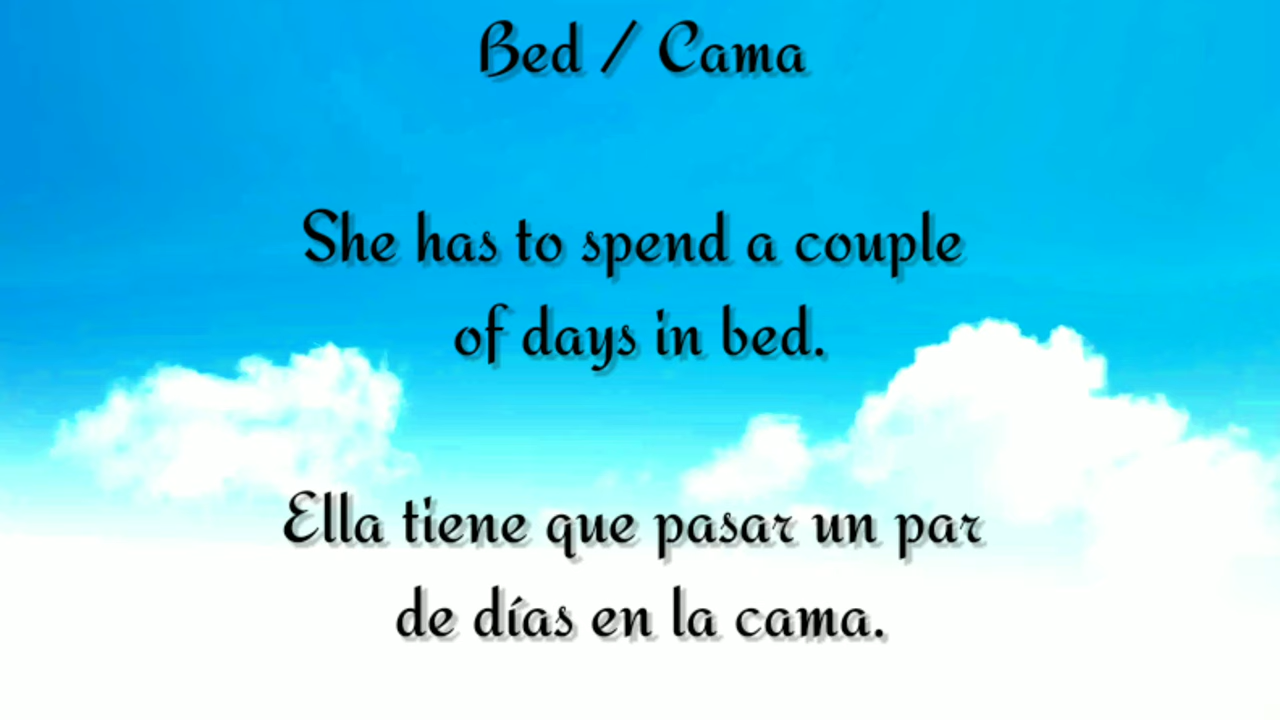 Bed / Cama
She has to spend a couple
of days in bed.
Ella tiene que pasar un par
de días en la cama.